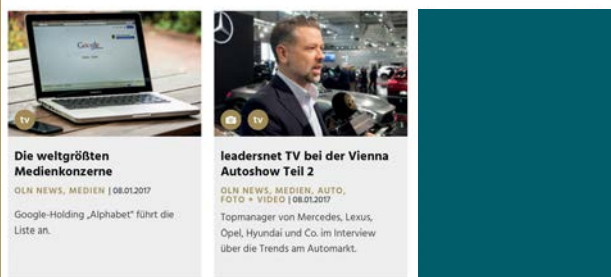 Google
tv
Die weltgrößten
Medienkonzerne
OLN NEWS, MEDIEN | 08.01.2017
Google-Holding „Alphabet“ führt die
Liste an.
tv
leadersnet TV bei der Vienna
Autoshow Teil 2
OLN NEWS, MEDIEN, AUTO,
FOTO + VIDEO | 08.01.2017
Topmanager von Mercedes, Lexus,
Opel, Hyundai und Co. im Interview
über die Trends am Automarkt.